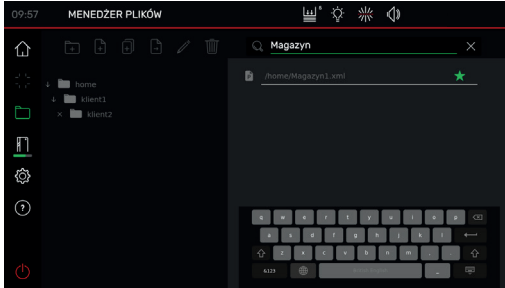 09:57 MENEDŻER PLIKÓW
Magazyn
/home/Magazyn1.xml
home
klient1
klient2
q w e r t y u i o p
a s d f g h j k l
z x c v b n m , .
&123 -